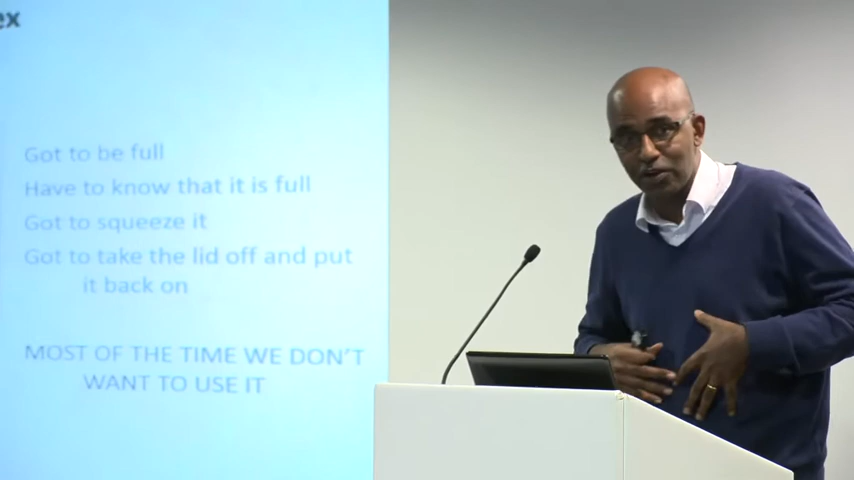 ex
Got to be full
Have to know that it is full
Got to squeeze it
Got to take the lid off and put
it back on
MOST OF THE TIME WE DON'T
WANT TO USE IT